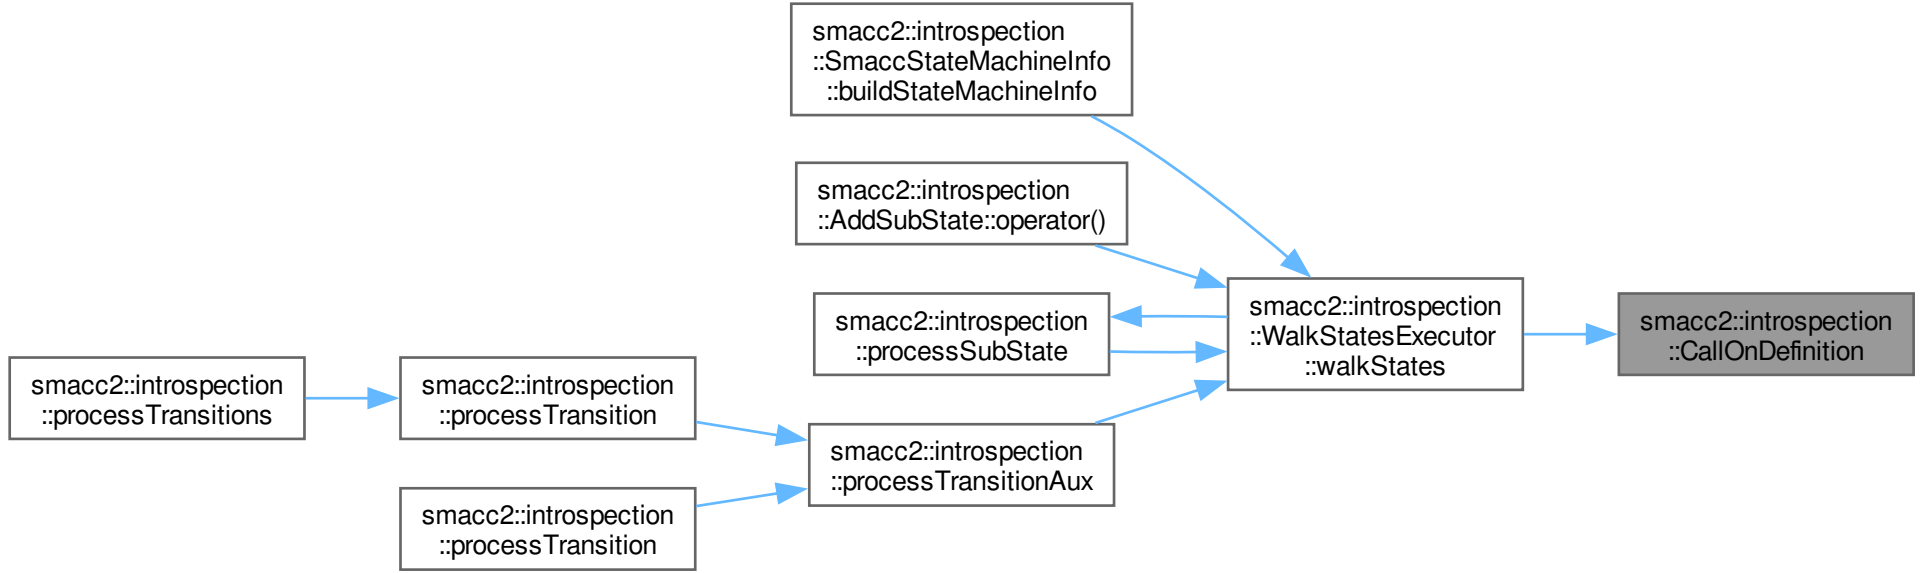 smacc2::introspection
::SmaccStateMachineInfo
::buildStateMachineInfo
smacc2::introspection
::AddSubState::operator()
smacc2::introspection
::processSubState
smacc2::introspection
::WalkStatesExecutor
::walkStates
smacc2::introspection
::CallOnDefinition
smacc2::introspection
::processTransitions
smacc2::introspection
::processTransition
smacc2::introspection
::processTransitionAux
smacc2::introspection
::processTransition